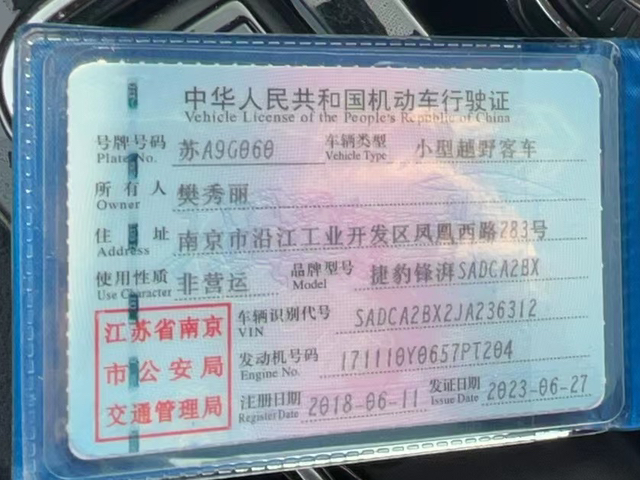 中华人民共和国机动车行驶证
Vehicle License of the People's Republic of China
号牌号码 苏A9G060 车辆类型 小型越野客车
Plate No. Vehicle Type
所有人 樊秀丽
Owner
住址 南京市沿江工业开发区凤凰西路283号
Address
使用性质 非营运 品牌型号 捷豹锋湃SADCA2BX
Use Character Model
江苏省南京
市公安局
交通管理局
车辆识别代号 SADCA2BX2JA236312
VIN
发动机号码 171110Y0657PT204
Engine No.
注册日期 2018-06-11 发证日期 2023-06-27
Register Date Issue Date